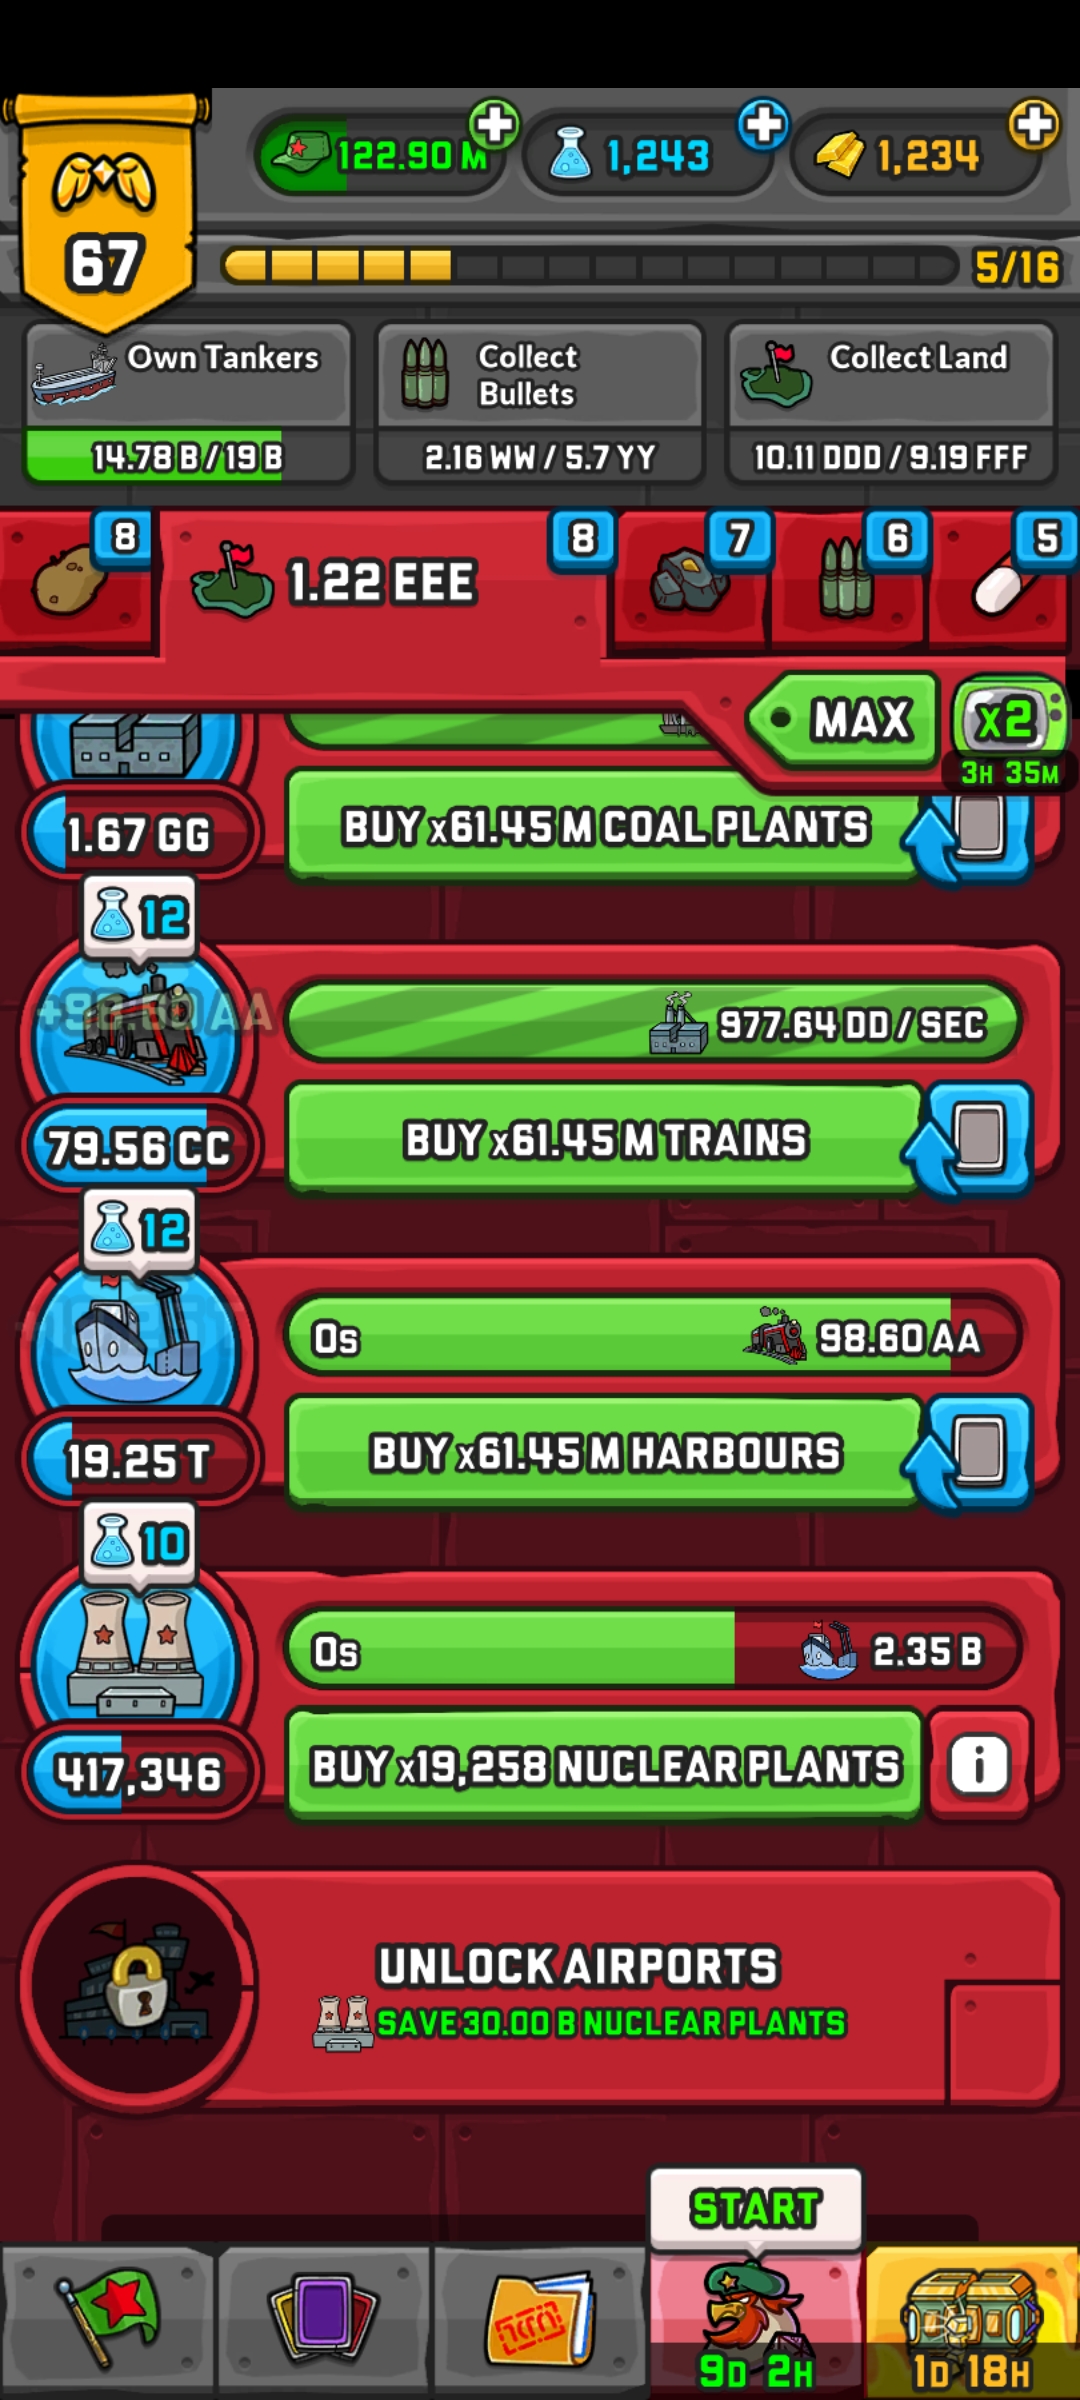 122.90 M
1,243
1,234
67
5/16
Own Tankers
14.78 B / 19 B
Collect
Bullets
2.16 WW / 5.7 YY
Collect Land
10.11 DDD / 9.19 FFF
8
1.22 EEE
8
7
6
5
MAX
x2
3H 35M
BUY x61.45 M COAL PLANTS
1.67 GG
12
+98.60 AA
977.64 DD / SEC
BUY x61.45 M TRAINS
79.56 CC
12
0s
98.60 AA
BUY x61.45 M HARBOURS
19.25 T
10
0s
2.35 B
BUY x19,258 NUCLEAR PLANTS
i
417,346
UNLOCK AIRPORTS
SAVE 30.00 B NUCLEAR PLANTS
START
9D 2H
1D 18H